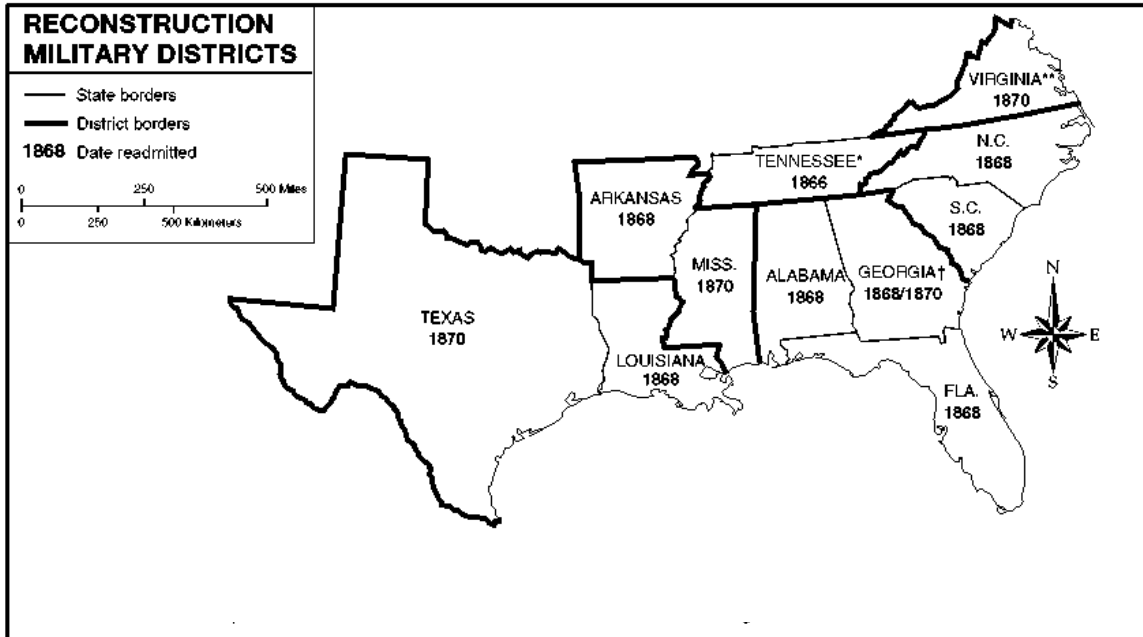 RECONSTRUCTION
MILITARY DISTRICTS
State borders
District borders
1868 Date readmitted
0 250 500 Miles
0 250 500 Kilometers
VIRGINIA**
1870
N.C.
1868
TENNESSEE*
1866
ARKANSAS
1868
S.C.
1868
MISS.
1870
ALABAMA
1868
GEORGIA†
1868/1870
TEXAS
1870
LOUISIANA
1868
FLA.
1868
N
W E
S